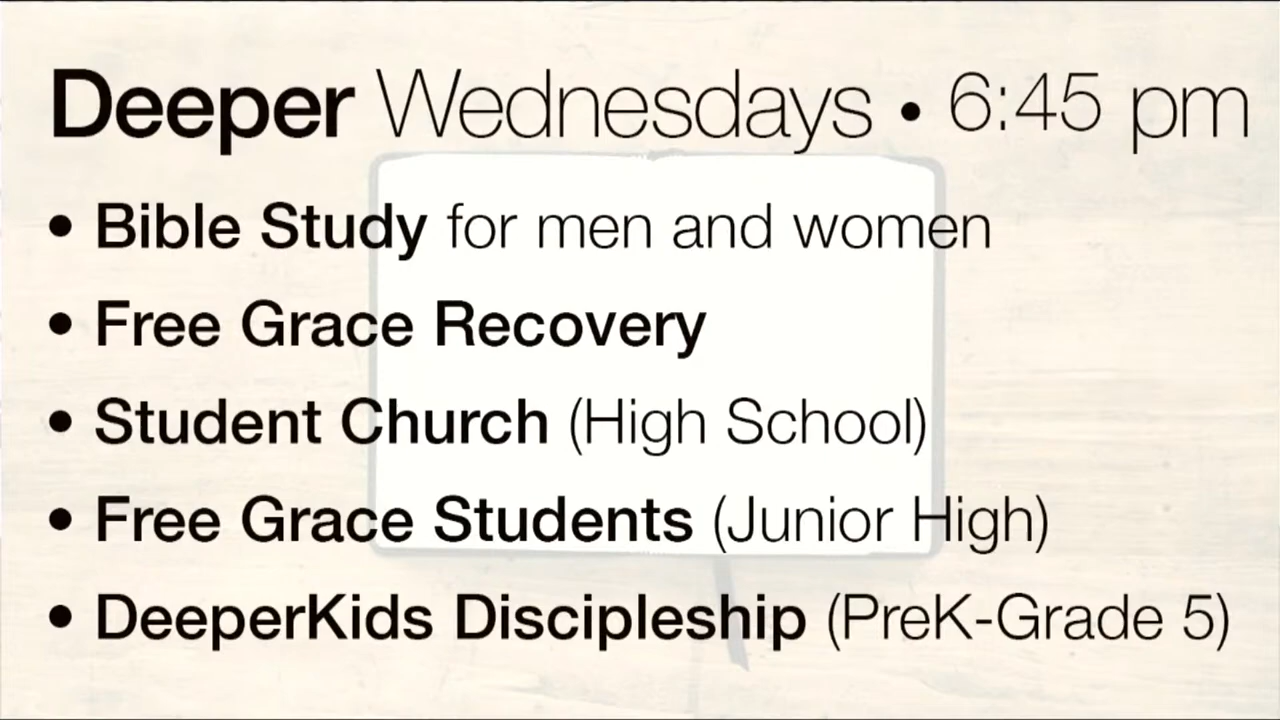 Deeper Wednesdays • 6:45 pm
• Bible Study for men and women
• Free Grace Recovery
• Student Church (High School)
• Free Grace Students (Junior High)
• DeeperKids Discipleship (PreK-Grade 5)